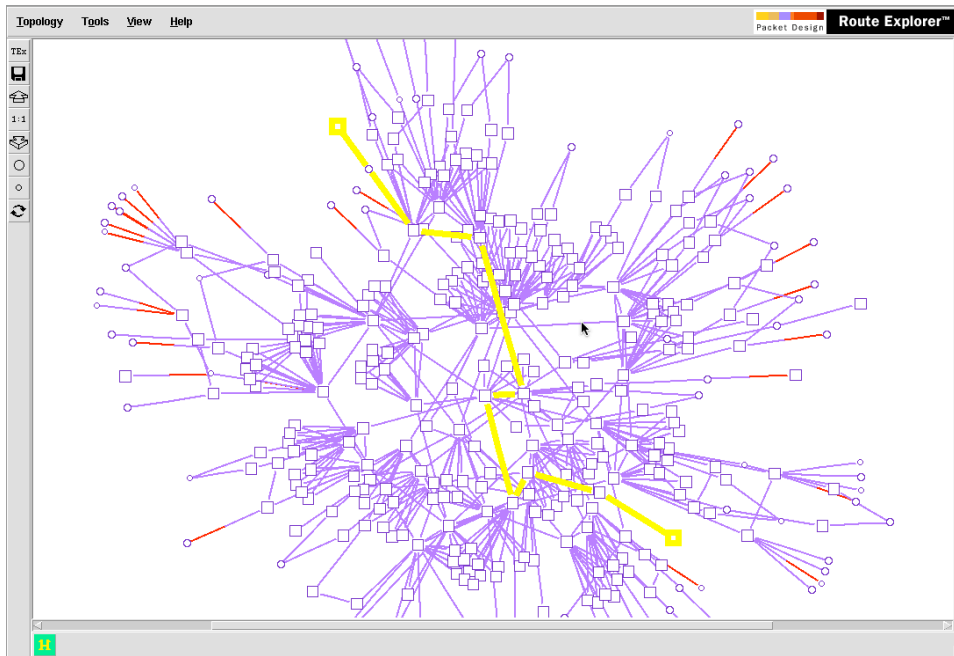 Topology Tools View Help
Packet Design
Route Explorer™
TEx
1:1
H